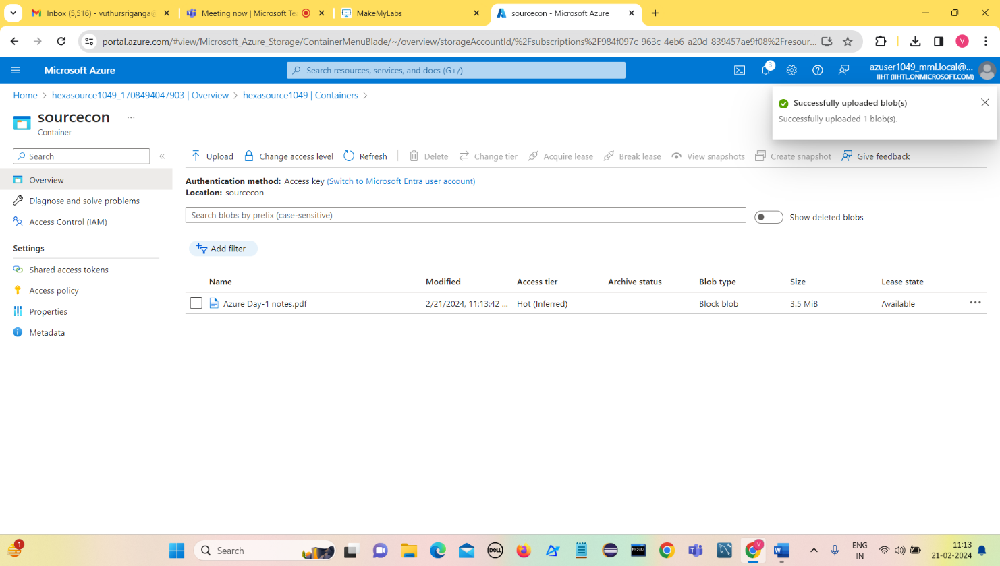 Inbox (5,516) - vuthursriganga@
Meeting now | Microsoft Te
MakeMyLabs
sourcecon - Microsoft Azure
portal.azure.com/#view/Microsoft_Azure_Storage/ContainerMenuBlade/~/overview/storageAccountId/%2Fsubscriptions%2F984f097c-963c-4eb6-a20d-839457ae9f08%2Fresour...
V
Microsoft Azure
Search resources, services, and docs (G+/)
3
azuser1049_mml.local@...
IIHT (IIHTL.ONMICROSOFT.COM)
Home > hexasource1049_1708494047903 | Overview > hexasource1049 | Containers >
Successfully uploaded blob(s)
Successfully uploaded 1 blob(s).
sourcecon ...
Container
Search
«
Upload
Change access level
Refresh
Delete
Change tier
Acquire lease
Break lease
View snapshots
Create snapshot
Give feedback
Overview
Diagnose and solve problems
Access Control (IAM)
Settings
Shared access tokens
Access policy
Properties
Metadata
Authentication method: Access key (Switch to Microsoft Entra user account)
Location: sourcecon
Search blobs by prefix (case-sensitive)
Show deleted blobs
Add filter
Name Modified Access tier Archive status Blob type Size Lease state
Azure Day-1 notes.pdf 2/21/2024, 11:13:42 ... Hot (Inferred) Block blob 3.5 MiB Available ...
1
Search
DELL
MySQL
V
ENG
IN
11:13
21-02-2024